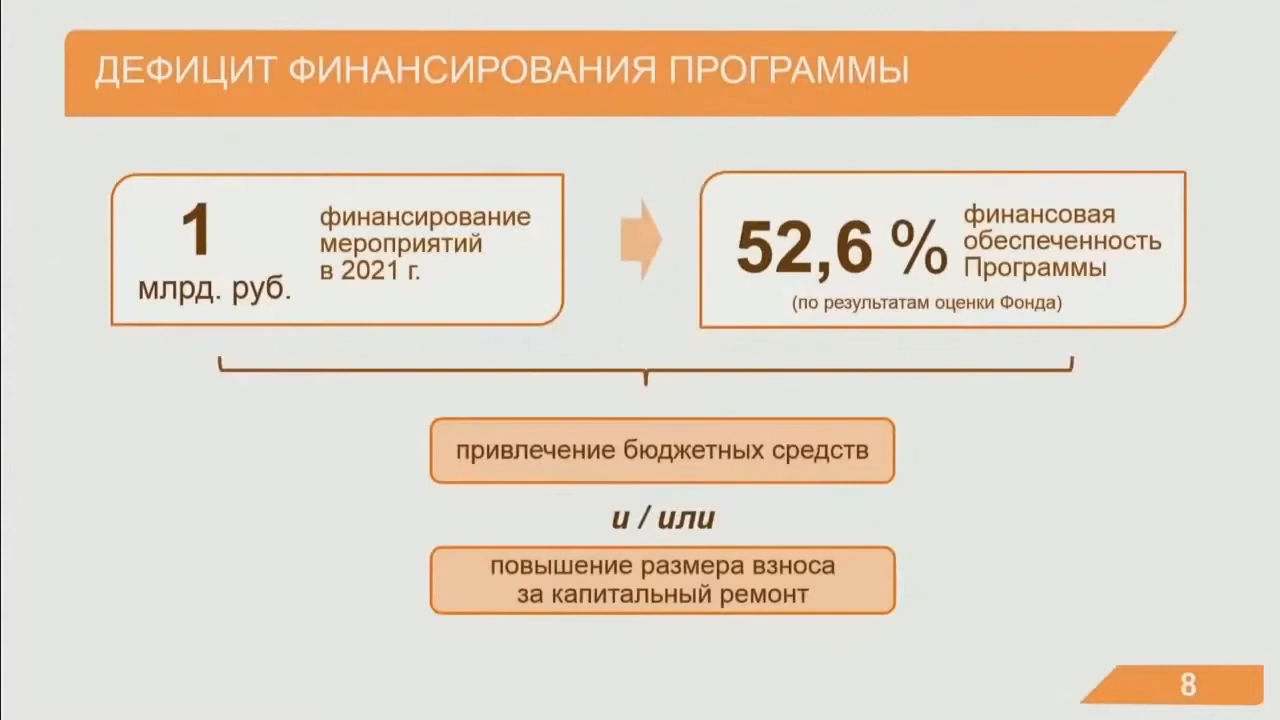 ДЕФИЦИТ ФИНАНСИРОВАНИЯ ПРОГРАММЫ
1
млрд. руб.
финансирование
мероприятий
в 2021 г.
52,6 %
финансовая
обеспеченность
Программы
(по результатам оценки Фонда)
привлечение бюджетных средств
и / или
повышение размера взноса
за капитальный ремонт
8